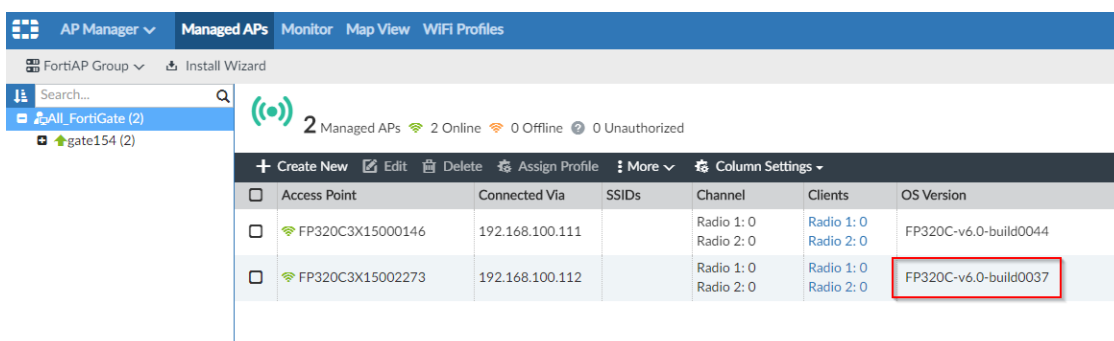 AP Manager Managed APs Monitor Map View WiFi Profiles
FortiAP Group Install Wizard
Search...
All_FortiGate (2)
gate154 (2)
2 Managed APs 2 Online 0 Offline 0 Unauthorized
Create New Edit Delete Assign Profile More Column Settings
Access Point Connected Via SSIDs Channel Clients OS Version
FP320C3X15000146 192.168.100.111 Radio 1: 0 Radio 1: 0 FP320C-v6.0-build0044
Radio 2: 0 Radio 2: 0
FP320C3X15002273 192.168.100.112 Radio 1: 0 Radio 1: 0 FP320C-v6.0-build0037
Radio 2: 0 Radio 2: 0